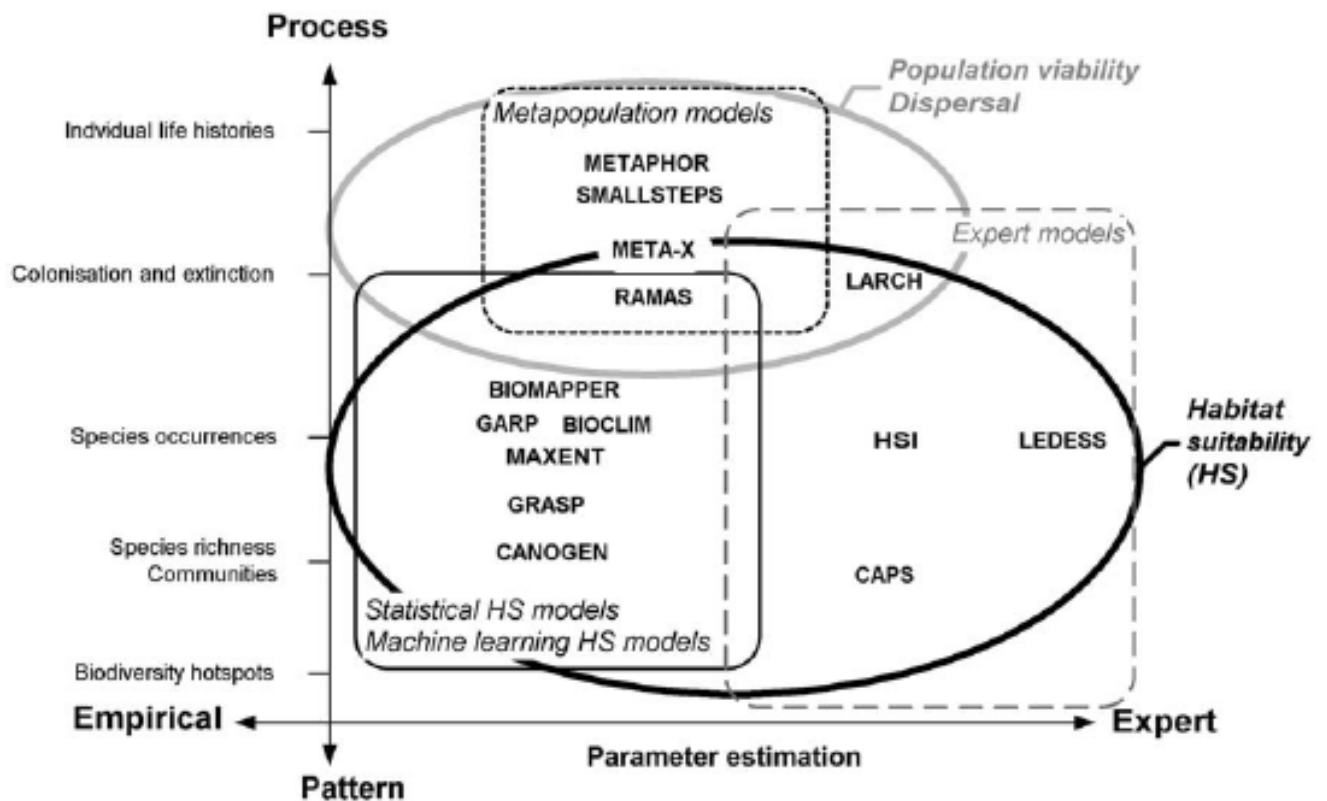 Process
Population viability
Dispersal
Metapopulation models
Indvidual life histories
METAPHOR
SMALLSTEPS
Expert models
META-X
Colonisation and extinction
LARCH
RAMAS
BIOMAPPER
GARP BIOCLIM
Species occurrences
HSI
LEDESS
Habitat
suitability
(HS)
MAXENT
GRASP
Species richness
Communities
CANOGEN
CAPS
Statistical HS models
Machine learning HS models
Biodiversity hotspots
Empirical
Expert
Parameter estimation
Pattern